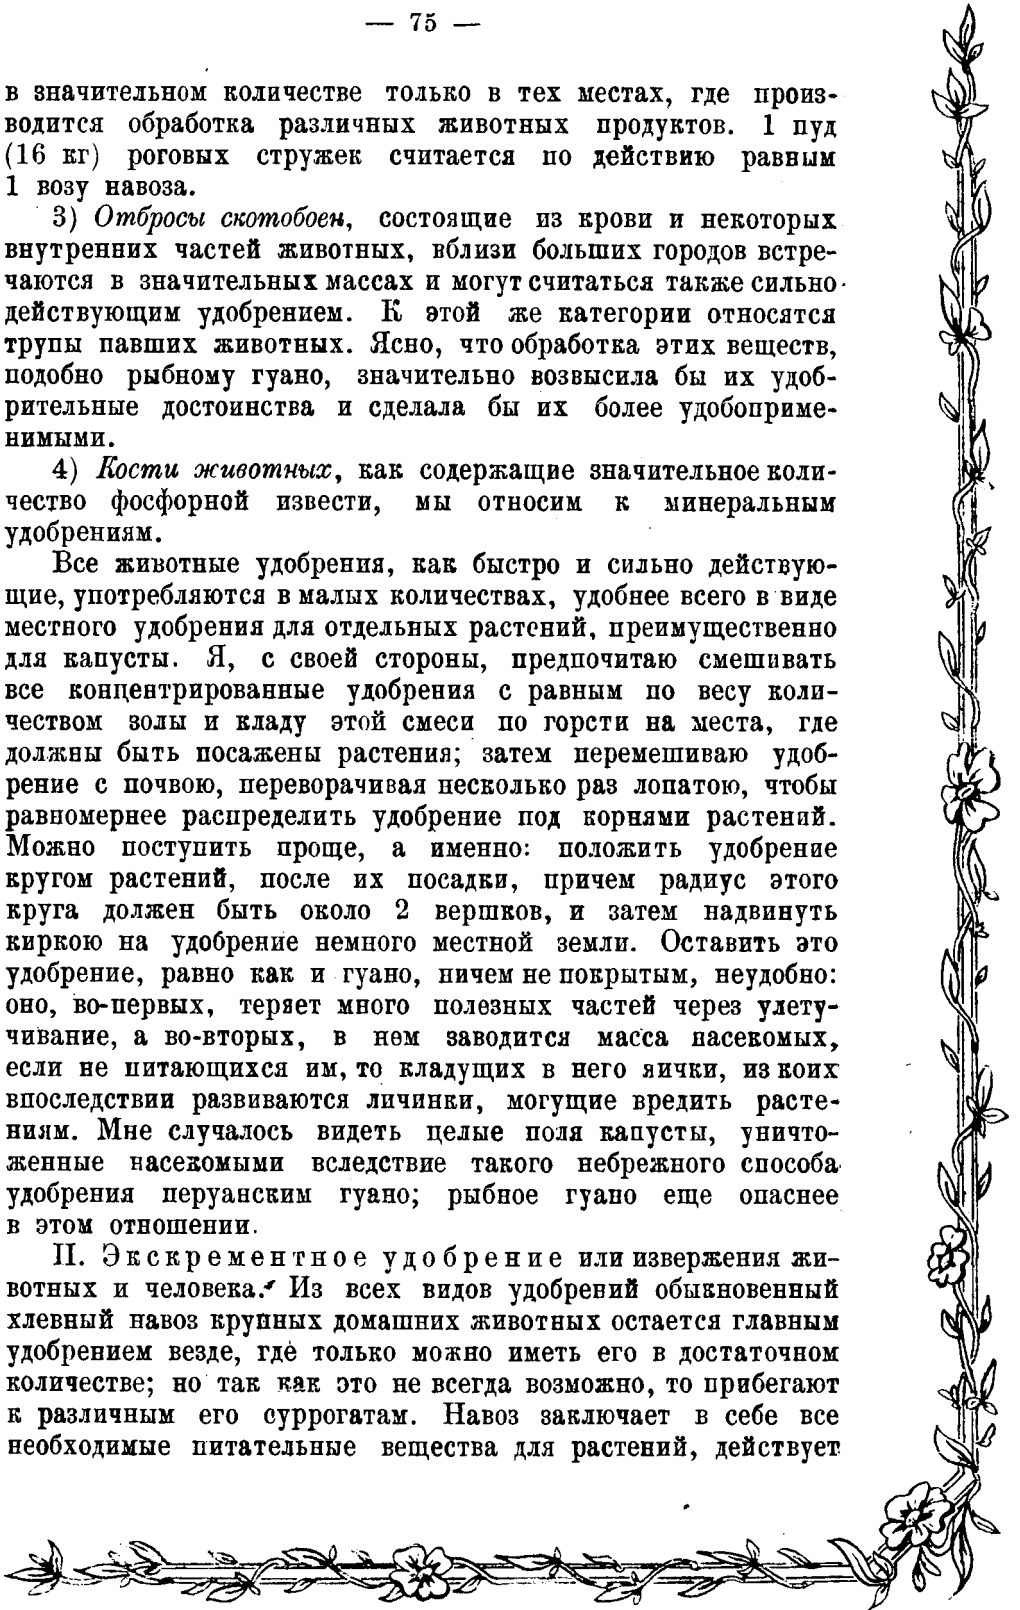 — 75 —
в значительном количестве только в тех местах, где произ-
водится обработка различных животных продуктов. 1 пуд
(16 кг) роговых стружек считается по действию равным
1 возу навоза.
3) Отбросы скотобоен, состоящие из крови и некоторых
внутренних частей животных, вблизи больших городов встре-
чаются в значительных массах и могут считаться также сильно-
действующим удобрением. К этой же категории относятся
трупы павших животных. Ясно, что обработка этих веществ,
подобно рыбному гуано, значительно возвысила бы их удоб-
рительные достоинства и сделала бы их более удобоприме-
нимыми.
4) Кости животных, как содержащие значительное коли-
чество фосфорной извести, мы относим к минеральным
удобрениям.
Все животные удобрения, как быстро и сильно действую-
щие, употребляются в малых количествах, удобнее всего в виде
местного удобрения для отдельных растений, преимущественно
для капусты. Я, с своей стороны, предпочитаю смешивать
все концентрированные удобрения с равным по весу коли-
чеством золы и кладу этой смеси по горсти на места, где
должны быть посажены растения; затем перемешиваю удоб-
рение с почвою, переворачивая несколько раз лопатою, чтобы
равномернее распределить удобрение под корнями растений.
Можно поступить проще, а именно: положить удобрение
кругом растений, после их посадки, причем радиус этого
круга должен быть около 2 вершков, и затем надвинуть
киркою на удобрение немного местной земли. Оставить это
удобрение, равно как и гуано, ничем не покрытым, неудобно:
оно, во-первых, теряет много полезных частей через улету-
чивание, а во-вторых, в нем заводится масса насекомых,
если не питающихся им, то кладущих в него яички, из коих
впоследствии развиваются личинки, могущие вредить расте-
ниям. Мне случалось видеть целые поля капусты, уничто-
женные насекомыми вследствие такого небрежного способа
удобрения перуанским гуано; рыбное гуано еще опаснее
в этом отношении.
II. Экскрементное удобрение или извержения жи-
вотных и человека. Из всех видов удобрений обыкновенный
хлевный навоз крупных домашних животных остается главным
удобрением везде, где только можно иметь его в достаточном
количестве; но так как это не всегда возможно, то прибегают
к различным его суррогатам. Навоз заключает в себе все
необходимые питательные вещества для растений, действует